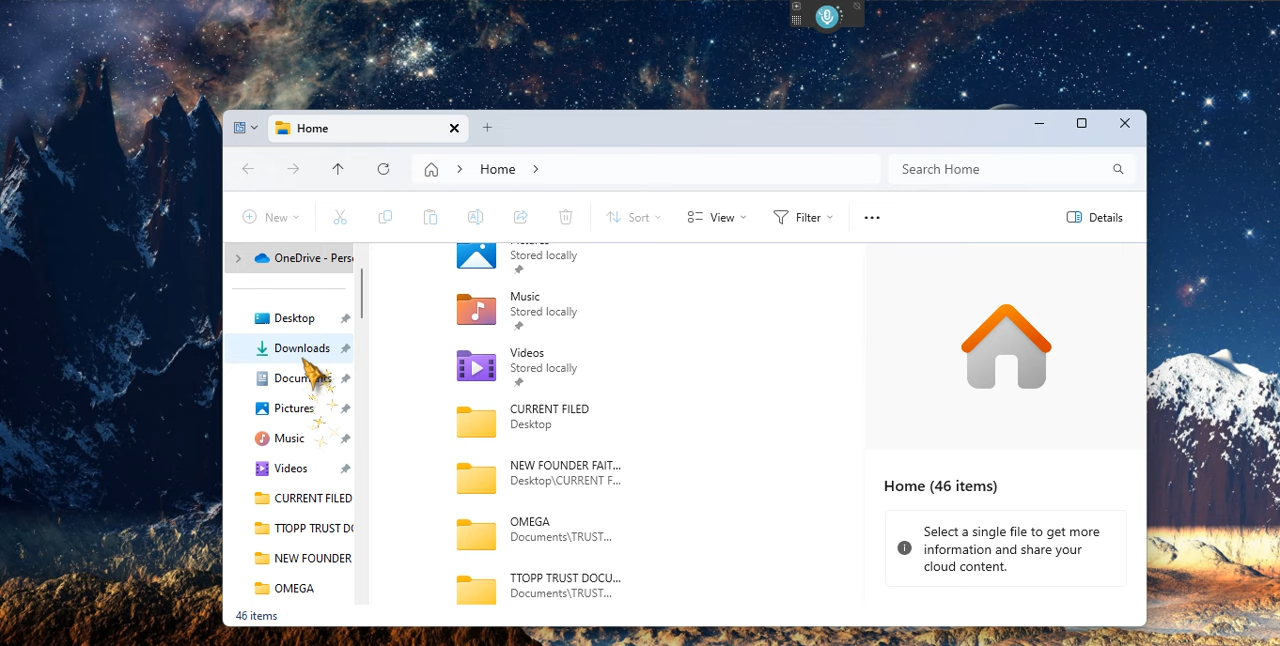 Home
Home
Search Home
New
Sort
View
Filter
Details
OneDrive - Pers
Desktop
Downloads
Pictures
Music
Videos
CURRENT FILED
TTOPP TRUST DO
NEW FOUNDER
OMEGA
Pictures
Stored locally
Music
Stored locally
Videos
Stored locally
CURRENT FILED
Desktop
NEW FOUNDER FAIT...
Desktop\CURRENT F...
OMEGA
Documents\TRUST...
TTOPP TRUST DOCU...
Documents\TRUST...
Home (46 items)
Select a single file to get more
information and share your
cloud content.
46 items